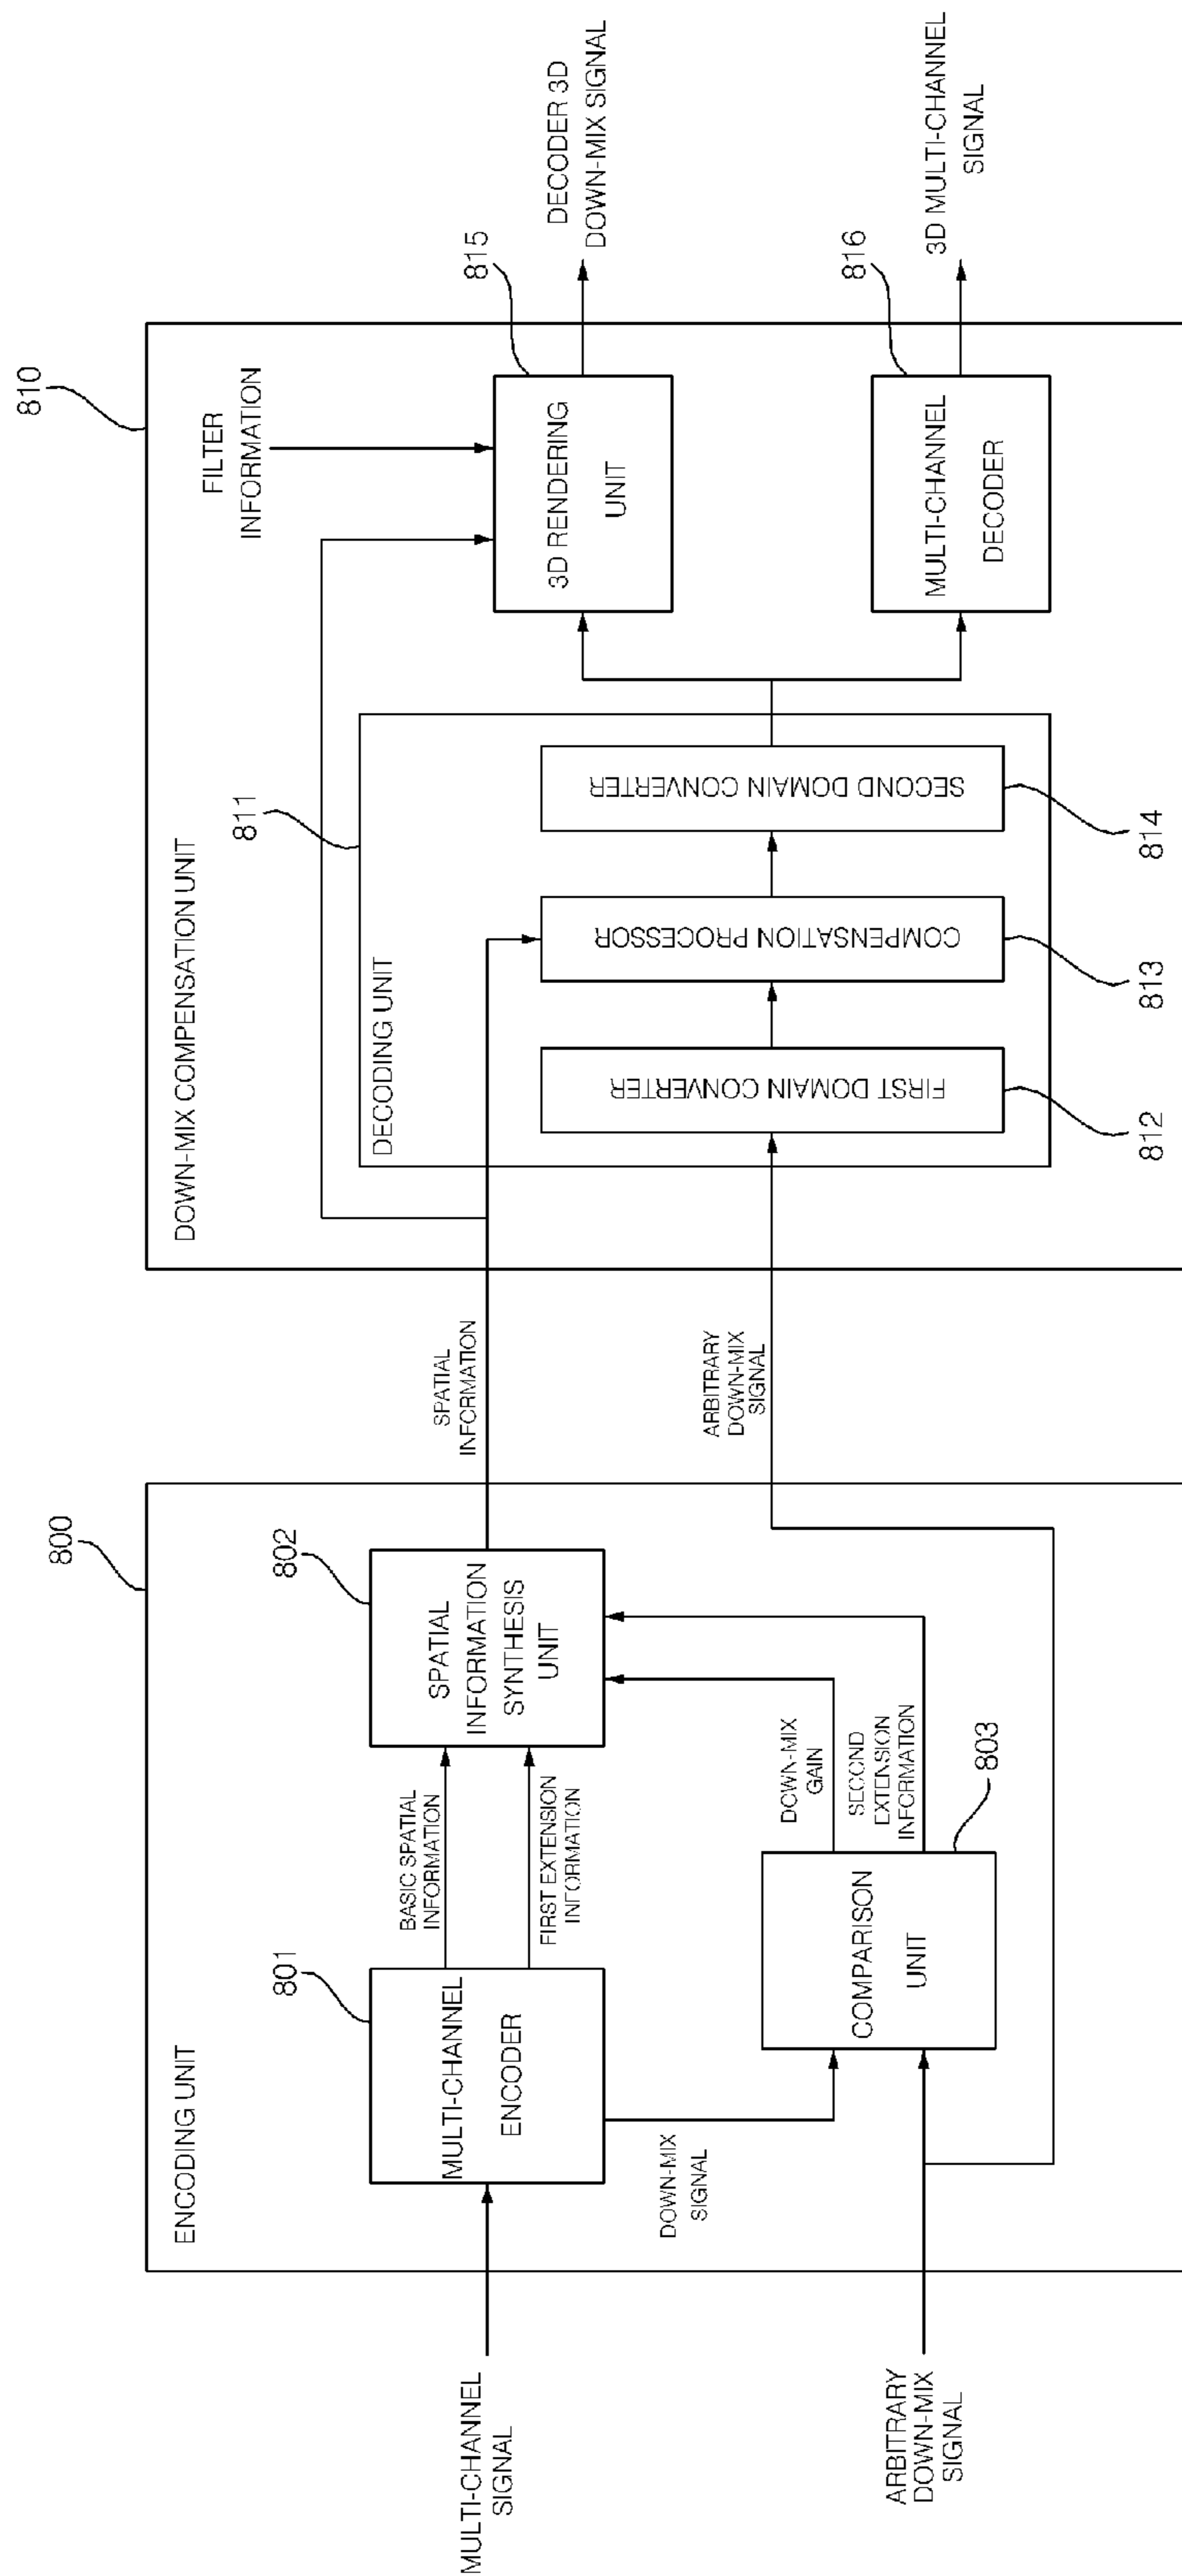 MULTI-CHANNEL
SIGNAL
ARBITRARY
DOWN-MIX
SIGNAL
800
ENCODING UNIT
801
MULTI-CHANNEL
ENCODER
BASIC SPATIAL
INFORMATION
FIRST EXTENSION
INFORMATION
802
SPATIAL
INFORMATION
SYNTHESIS
UNIT
DOWN-MIX
SIGNAL
DOWN-MIX
GAIN
SECOND
EXTENSION
INFORMATION
803
COMPARISON
UNIT
SPATIAL
INFORMATION
ARBITRARY
DOWN-MIX
SIGNAL
810
DOWN-MIX COMPENSATION UNIT
811
DECODING UNIT
FIRST DOMAIN CONVERTER
812
COMPENSATION PROCESSOR
813
SECOND DOMAIN CONVERTER
814
FILTER
INFORMATION
815
3D RENDERING
UNIT
816
MULTI-CHANNEL
DECODER
DECODER 3D
DOWN-MIX SIGNAL
3D MULTI-CHANNEL
SIGNAL